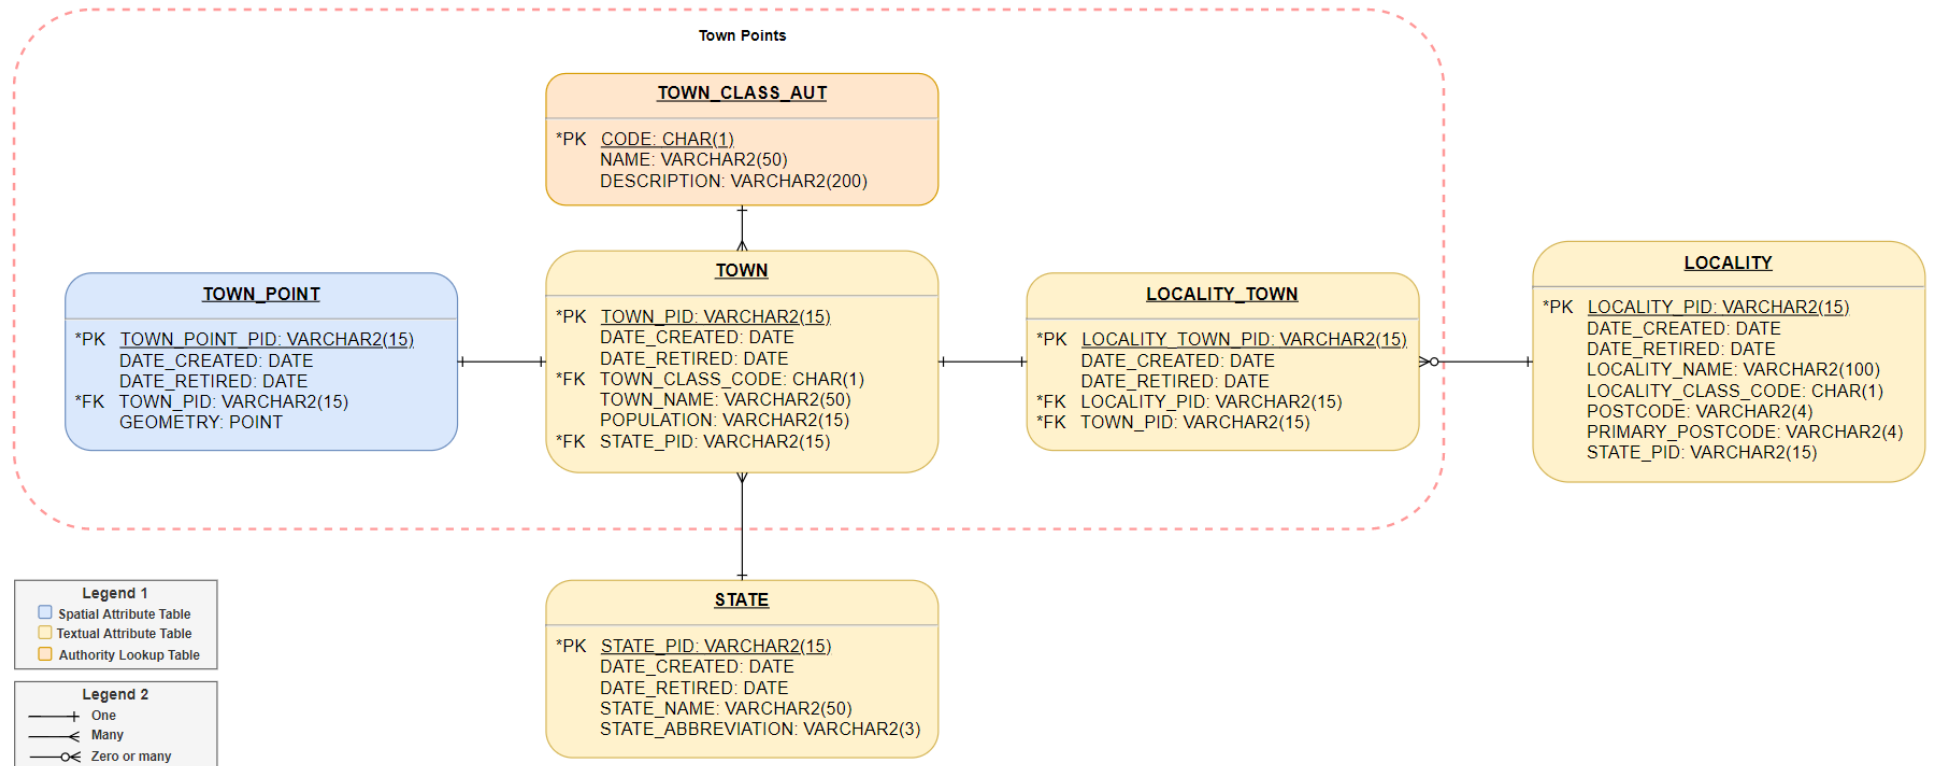 Town Points
TOWN_CLASS_AUT
*PK CODE: CHAR(1)
NAME: VARCHAR2(50)
DESCRIPTION: VARCHAR2(200)
TOWN_POINT
*PK TOWN_POINT_PID: VARCHAR2(15)
DATE_CREATED: DATE
DATE_RETIRED: DATE
*FK TOWN_PID: VARCHAR2(15)
GEOMETRY: POINT
TOWN
*PK TOWN_PID: VARCHAR2(15)
DATE_CREATED: DATE
DATE_RETIRED: DATE
*FK TOWN_CLASS_CODE: CHAR(1)
TOWN_NAME: VARCHAR2(50)
POPULATION: VARCHAR2(15)
*FK STATE_PID: VARCHAR2(15)
LOCALITY_TOWN
*PK LOCALITY_TOWN_PID: VARCHAR2(15)
DATE_CREATED: DATE
DATE_RETIRED: DATE
*FK LOCALITY_PID: VARCHAR2(15)
*FK TOWN_PID: VARCHAR2(15)
LOCALITY
*PK LOCALITY_PID: VARCHAR2(15)
DATE_CREATED: DATE
DATE_RETIRED: DATE
LOCALITY_NAME: VARCHAR2(100)
LOCALITY_CLASS_CODE: CHAR(1)
POSTCODE: VARCHAR2(4)
PRIMARY_POSTCODE: VARCHAR2(4)
STATE_PID: VARCHAR2(15)
STATE
*PK STATE_PID: VARCHAR2(15)
DATE_CREATED: DATE
DATE_RETIRED: DATE
STATE_NAME: VARCHAR2(50)
STATE_ABBREVIATION: VARCHAR2(3)
Legend 1
Spatial Attribute Table
Textual Attribute Table
Authority Lookup Table
Legend 2
One
Many
Zero or many